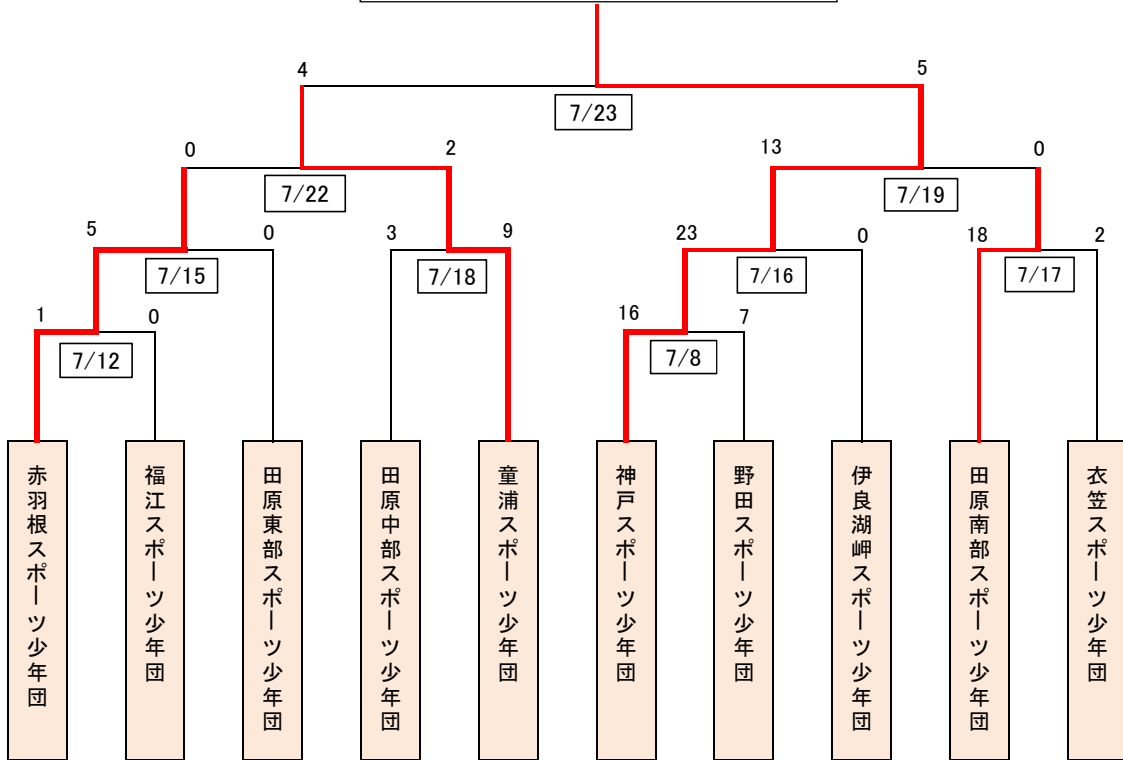 4
5
7/23
0
2
13
0
7/22
7/19
5
0
3
9
23
0
18
2
7/15
7/18
7/16
7/17
1
0
16
7
7/12
7/8
赤羽根スポーツ少年団
福江スポーツ少年団
田原東部スポーツ少年団
田原中部スポーツ少年団
童浦スポーツ少年団
神戸スポーツ少年団
野田スポーツ少年団
伊良湖岬スポーツ少年団
田原南部スポーツ少年団
衣笠スポーツ少年団